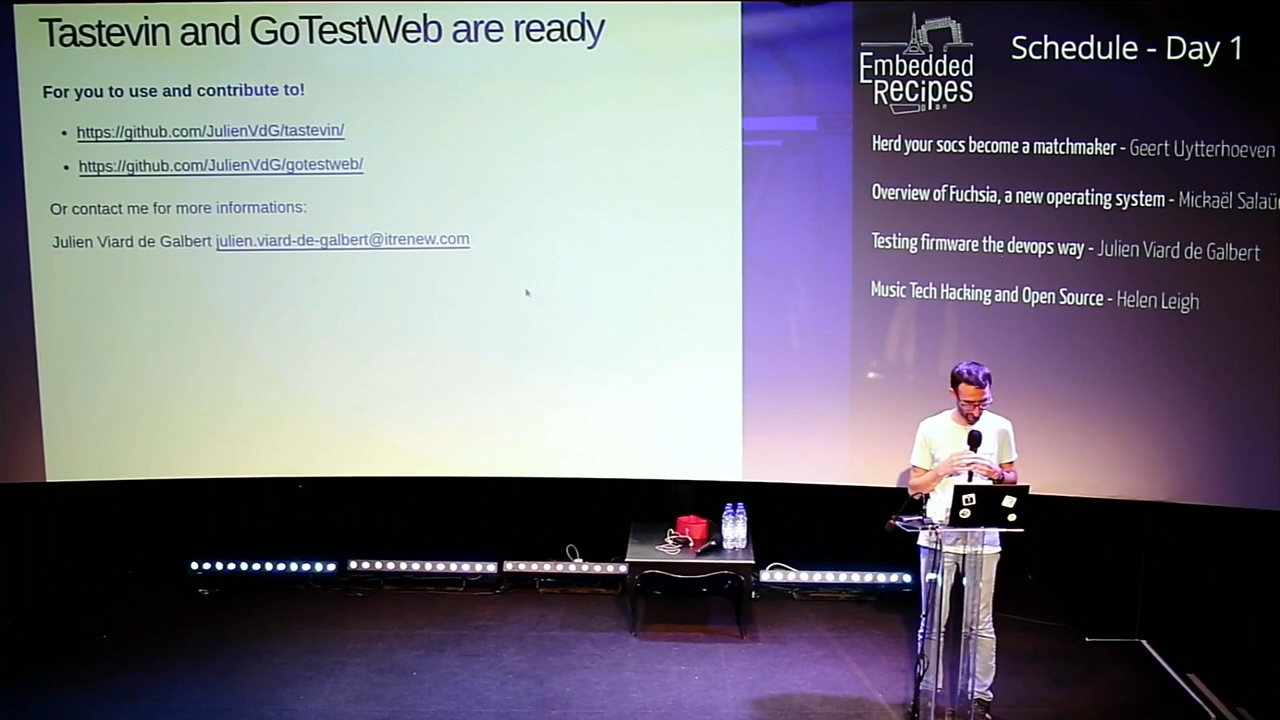 Tastevin and GoTestWeb are ready
For you to use and contribute to!
• https://github.com/JulienVdG/tastevin/
• https://github.com/JulienVdG/gotestweb/
Or contact me for more informations:
Julien Viard de Galbert julien.viard-de-galbert@itrenew.com
Embedded
Recipes
Schedule - Day 1
Herd your socs become a matchmaker - Geert Uytterhoeven
Overview of Fuchsia, a new operating system - Mickaël
Testing firmware the devops way - Julien Viard de Galbert
Music Tech Hacking and Open Source - Helen Leigh